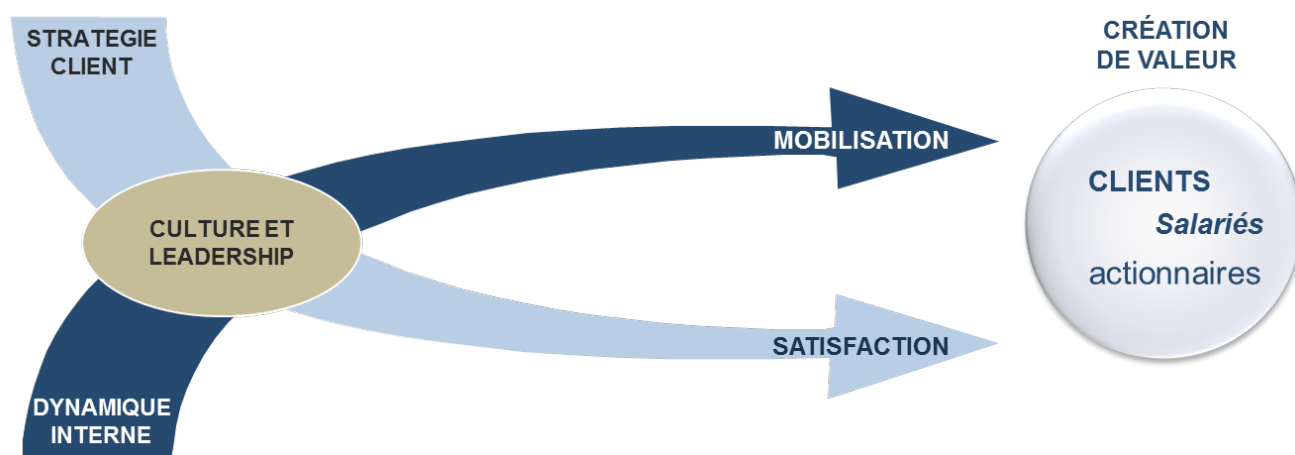 STRATEGIE
CLIENT
CULTURE ET
LEADERSHIP
DYNAMIQUE
INTERNE
MOBILISATION
SATISFACTION
CRÉATION
DE VALEUR
CLIENTS
Salariés
actionnaires